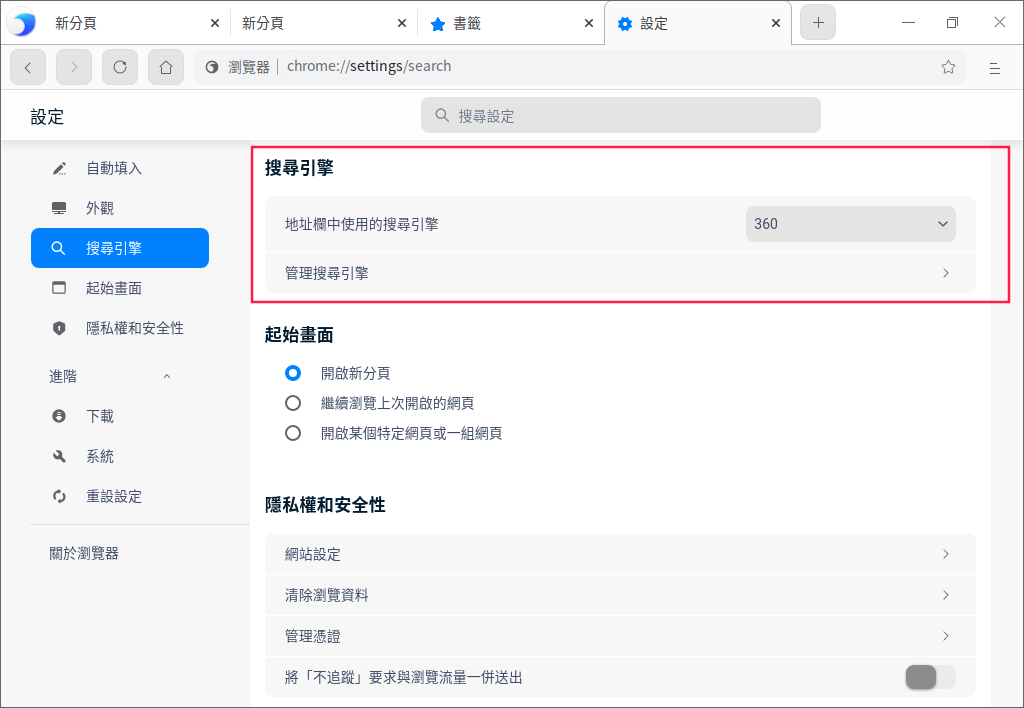 新分頁
新分頁
書籤
設定
瀏覽器 | chrome://settings/search
設定
搜尋設定
自動填入
外觀
搜尋引擎
起始畫面
隱私權和安全性
進階
下載
系統
重設設定
關於瀏覽器
搜尋引擎
地址欄中使用的搜尋引擎
360
管理搜尋引擎
起始畫面
開啟新分頁
繼續瀏覽上次開啟的網頁
開啟某個特定網頁或一組網頁
隱私權和安全性
網站設定
清除瀏覽資料
管理憑證
將「不追蹤」要求與瀏覽流量一併送出